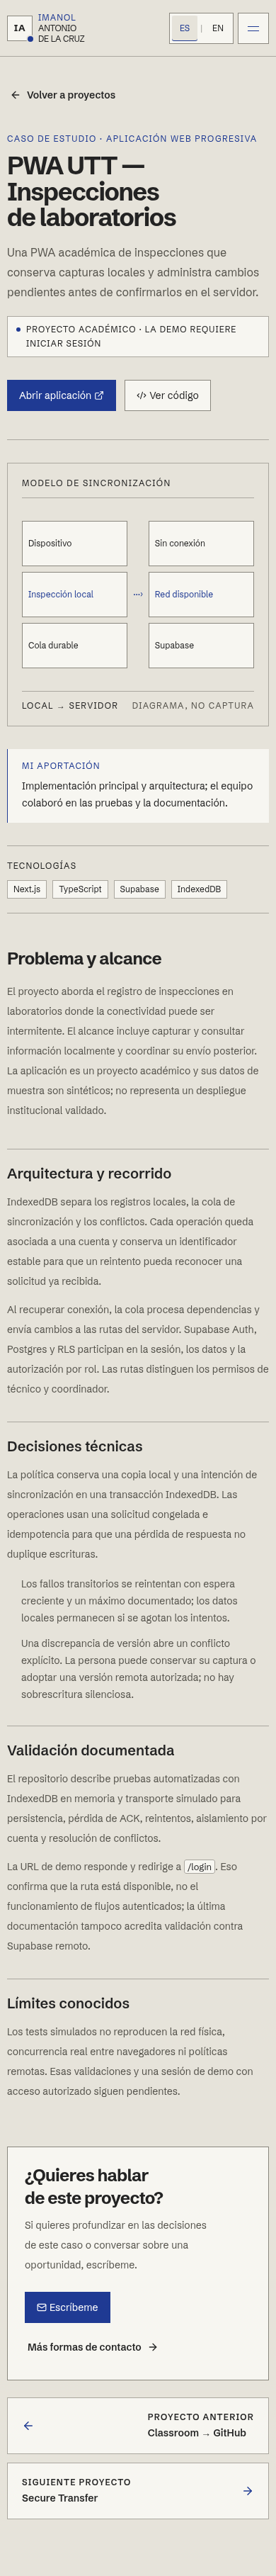 IA
IMANOL
ANTONIO
DE LA CRUZ
ES | EN
← Volver a proyectos
CASO DE ESTUDIO · APLICACIÓN WEB PROGRESIVA
PWA UTT —
Inspecciones
de laboratorios
Una PWA académica de inspecciones que
conserva capturas locales y administra cambios
pendientes antes de confirmarlos en el servidor.
PROYECTO ACADÉMICO · LA DEMO REQUIERE
INICIAR SESIÓN
Abrir aplicación
Ver código
MODELO DE SINCRONIZACIÓN
Dispositivo
Sin conexión
Inspección local
Red disponible
Cola durable
Supabase
LOCAL → SERVIDOR
DIAGRAMA, NO CAPTURA
MI APORTACIÓN
Implementación principal y arquitectura; el equipo
colaboró en las pruebas y la documentación.
TECNOLOGÍAS
Next.js
TypeScript
Supabase
IndexedDB
Problema y alcance
El proyecto aborda el registro de inspecciones en
laboratorios donde la conectividad puede ser
intermitente. El alcance incluye capturar y consultar
información localmente y coordinar su envío posterior.
La aplicación es un proyecto académico y sus datos de
muestra son sintéticos; no representa un despliegue
institucional validado.
Arquitectura y recorrido
IndexedDB separa los registros locales, la cola de
sincronización y los conflictos. Cada operación queda
asociada a una cuenta y conserva un identificador
estable para que un reintento pueda reconocer una
solicitud ya recibida.
Al recuperar conexión, la cola procesa dependencias y
envía cambios a las rutas del servidor. Supabase Auth,
Postgres y RLS participan en la sesión, los datos y la
autorización por rol. Las rutas distinguen los permisos de
técnico y coordinador.
Decisiones técnicas
La política conserva una copia local y una intención de
sincronización en una transacción IndexedDB. Las
operaciones usan una solicitud congelada e
idempotencia para que una pérdida de respuesta no
duplique escrituras.
Los fallos transitorios se reintentan con espera
creciente y un máximo documentado; los datos
locales permanecen si se agotan los intentos.
Una discrepancia de versión abre un conflicto
explícito. La persona puede conservar su captura o
adoptar una versión remota autorizada; no hay
sobrescritura silenciosa.
Validación documentada
El repositorio describe pruebas automatizadas con
IndexedDB en memoria y transporte simulado para
persistencia, pérdida de ACK, reintentos, aislamiento por
cuenta y resolución de conflictos.
La URL de demo responde y redirige a /login. Eso
confirma que la ruta está disponible, no el
funcionamiento de flujos autenticados; la última
documentación tampoco acredita validación contra
Supabase remoto.
Límites conocidos
Los tests simulados no reproducen la red física,
concurrencia real entre navegadores ni políticas
remotas. Esas validaciones y una sesión de demo con
acceso autorizado siguen pendientes.
¿Quieres hablar
de este proyecto?
Si quieres profundizar en las decisiones
de este caso o conversar sobre una
oportunidad, escríbeme.
Escríbeme
Más formas de contacto →
PROYECTO ANTERIOR
← Classroom → GitHub
SIGUIENTE PROYECTO
Secure Transfer →